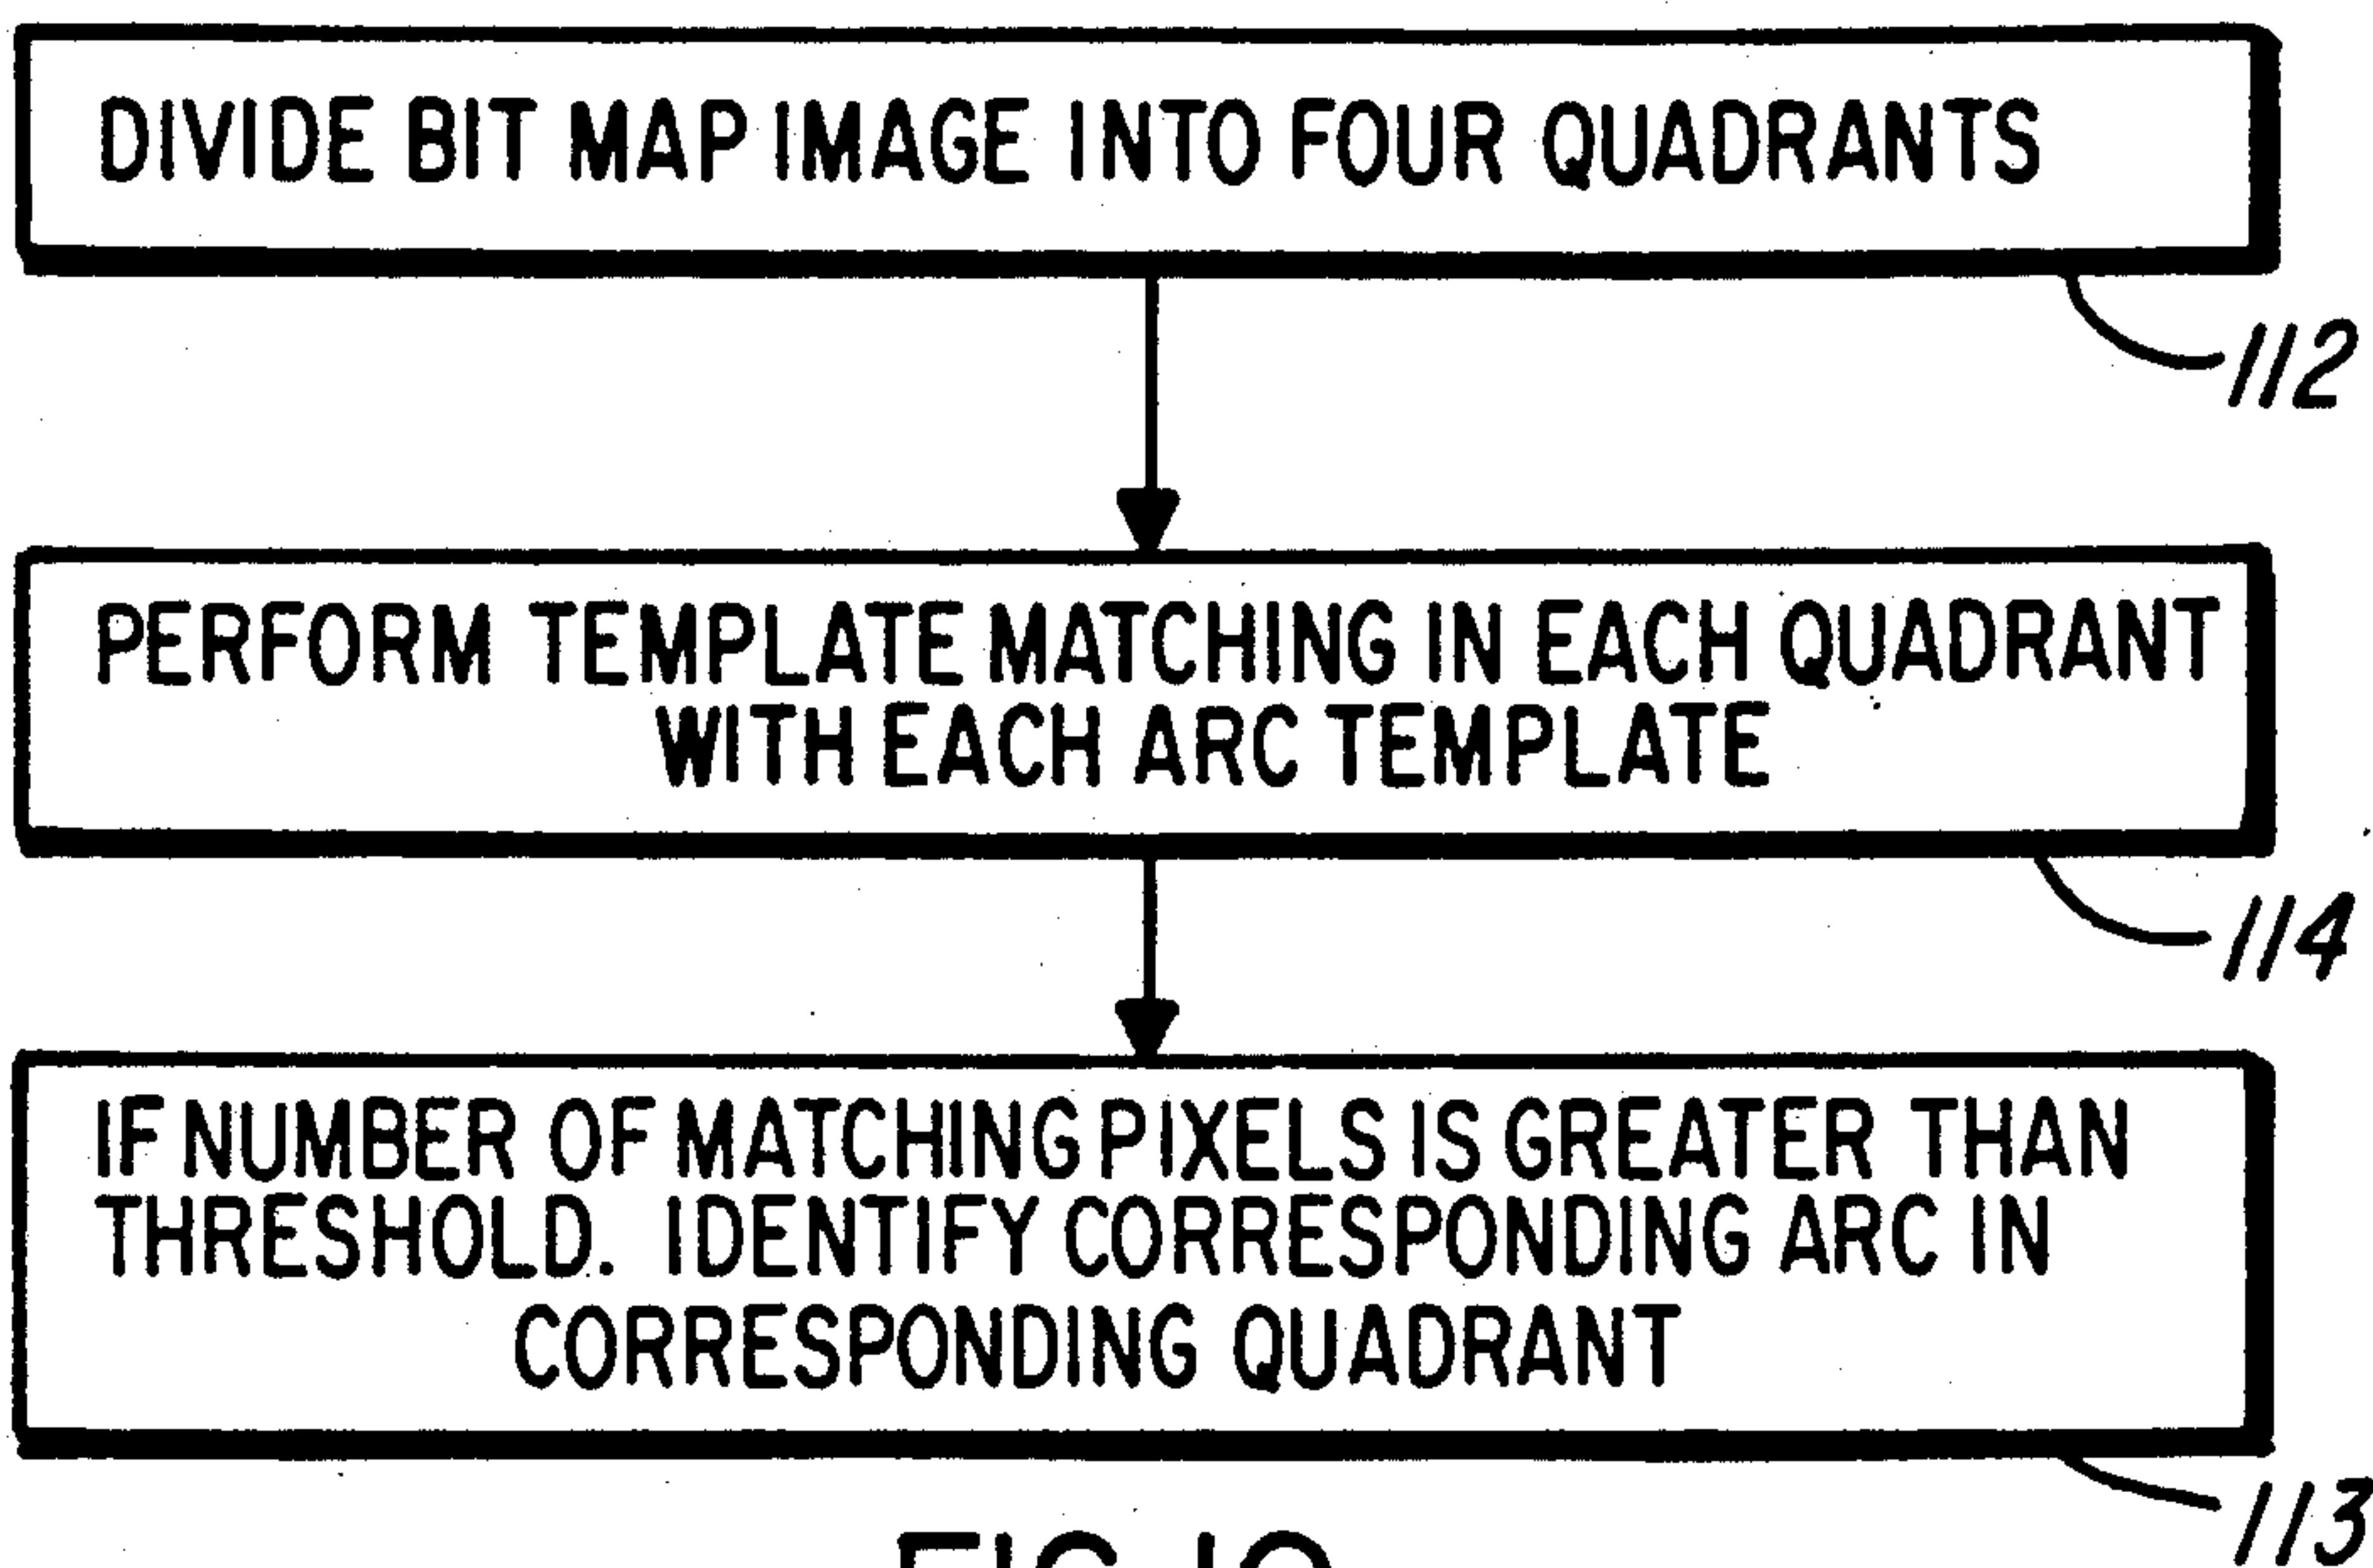 DIVIDE BIT MAP IMAGE INTO FOUR QUADRANTS
112
PERFORM TEMPLATE MATCHING IN EACH QUADRANT
WITH EACH ARC TEMPLATE
114
IF NUMBER OF MATCHING PIXELS IS GREATER THAN
THRESHOLD. IDENTIFY CORRESPONDING ARC IN
CORRESPONDING QUADRANT
113